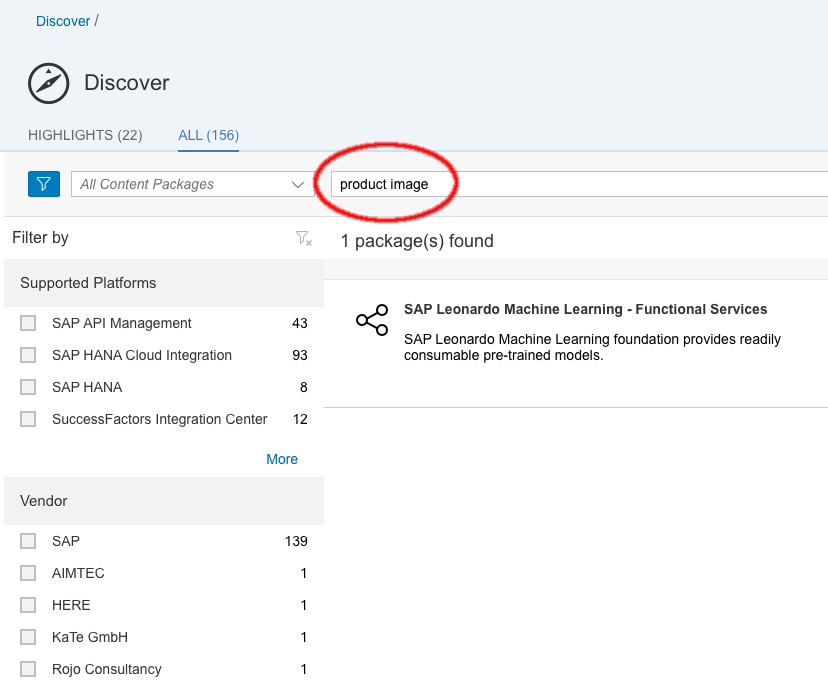 Discover /
Discover
HIGHLIGHTS (22) ALL (156)
All Content Packages product image
Filter by
1 package(s) found
Supported Platforms
SAP API Management 43
SAP HANA Cloud Integration 93
SAP HANA 8
SuccessFactors Integration Center 12
More
Vendor
SAP 139
AIMTEC 1
HERE 1
KaTe GmbH 1
Rojo Consultancy 1
SAP Leonardo Machine Learning - Functional Services
SAP Leonardo Machine Learning foundation provides readily
consumable pre-trained models.